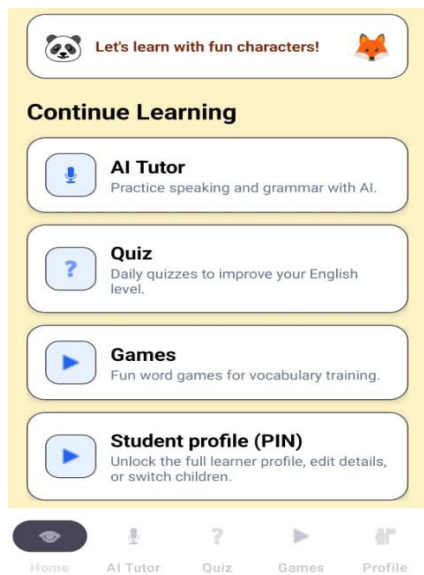 Let's learn with fun characters!
Continue Learning
AI Tutor
Practice speaking and grammar with AI.
Quiz
Daily quizzes to improve your English
level.
Games
Fun word games for vocabulary training.
Student profile (PIN)
Unlock the full learner profile, edit details,
or switch children.
Home AI Tutor Quiz Games Profile